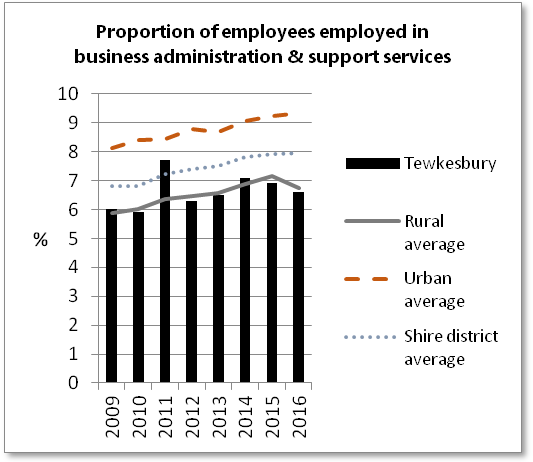 Proportion of employees employed in
business administration & support services
10
9
8
7
6
5
4
3
2
1
0
%
2009
2010
2011
2012
2013
2014
2015
2016
Tewkesbury
Rural
average
Urban
average
Shire district
average